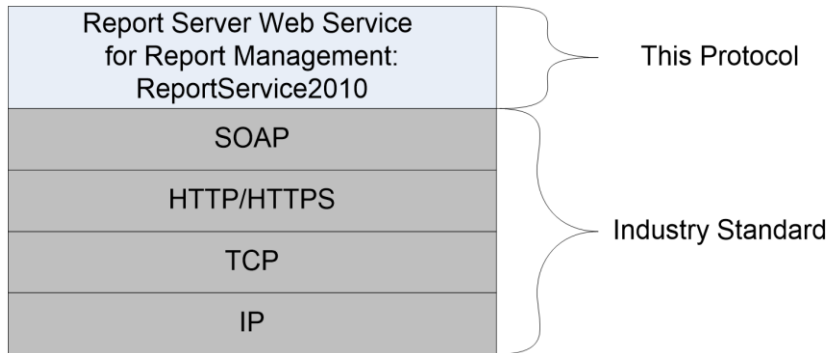 Report Server Web Service
for Report Management:
ReportService2010
This Protocol
SOAP
HTTP/HTTPS
TCP
IP
Industry Standard